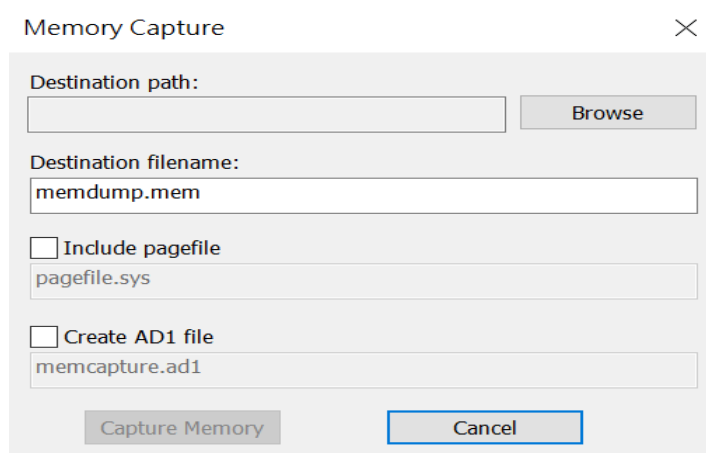 Memory Capture
Destination path:
Browse
Destination filename:
memdump.mem
Include pagefile
pagefile.sys
Create AD1 file
memcapture.ad1
Capture Memory
Cancel